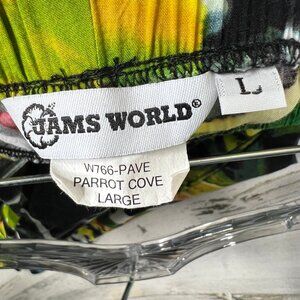 JAMS WORLD®
L
W766-PAVE
PARROT COVE
LARGE